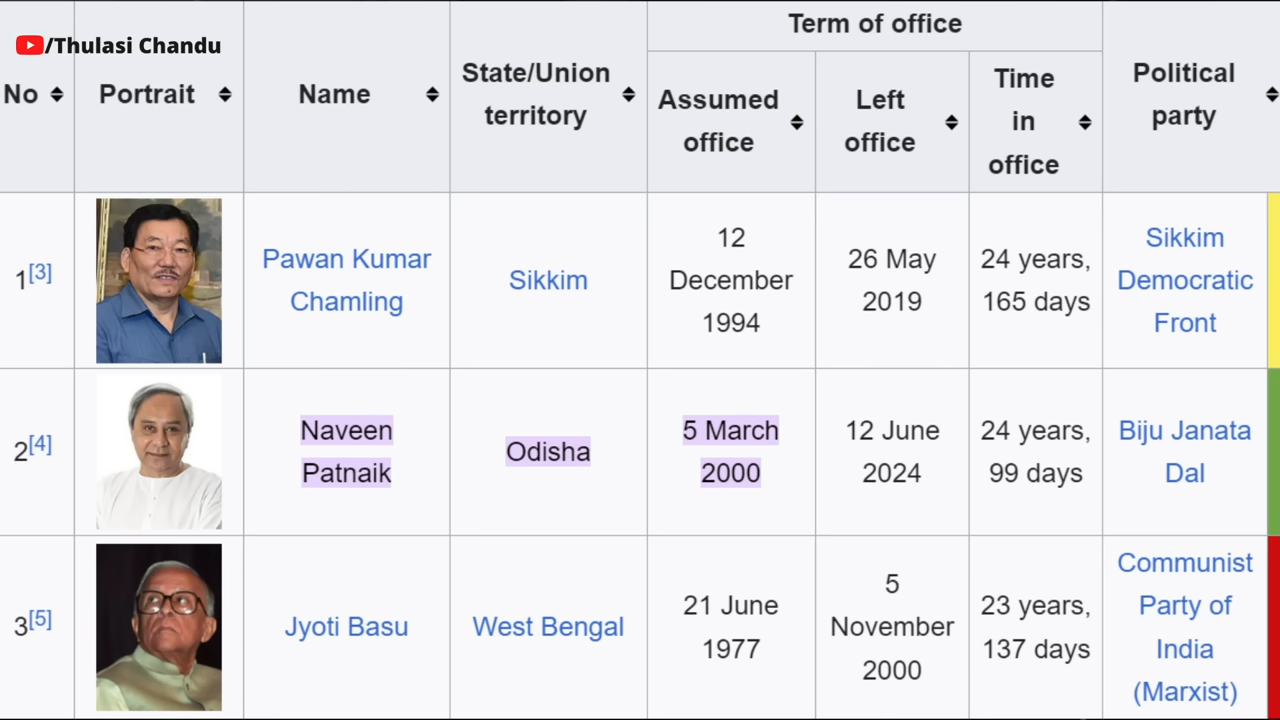 /Thulasi Chandu
No
Portrait
Name
State/Union
territory
Term of office
Assumed
office
Left
office
Time
in
office
Political
party
1[3]
Pawan Kumar
Chamling
Sikkim
12
December
1994
26 May
2019
24 years,
165 days
Sikkim
Democratic
Front
2[4]
Naveen
Patnaik
Odisha
5 March
2000
12 June
2024
24 years,
99 days
Biju Janata
Dal
3[5]
Jyoti Basu
West Bengal
21 June
1977
5
November
2000
23 years,
137 days
Communist
Party of
India
(Marxist)